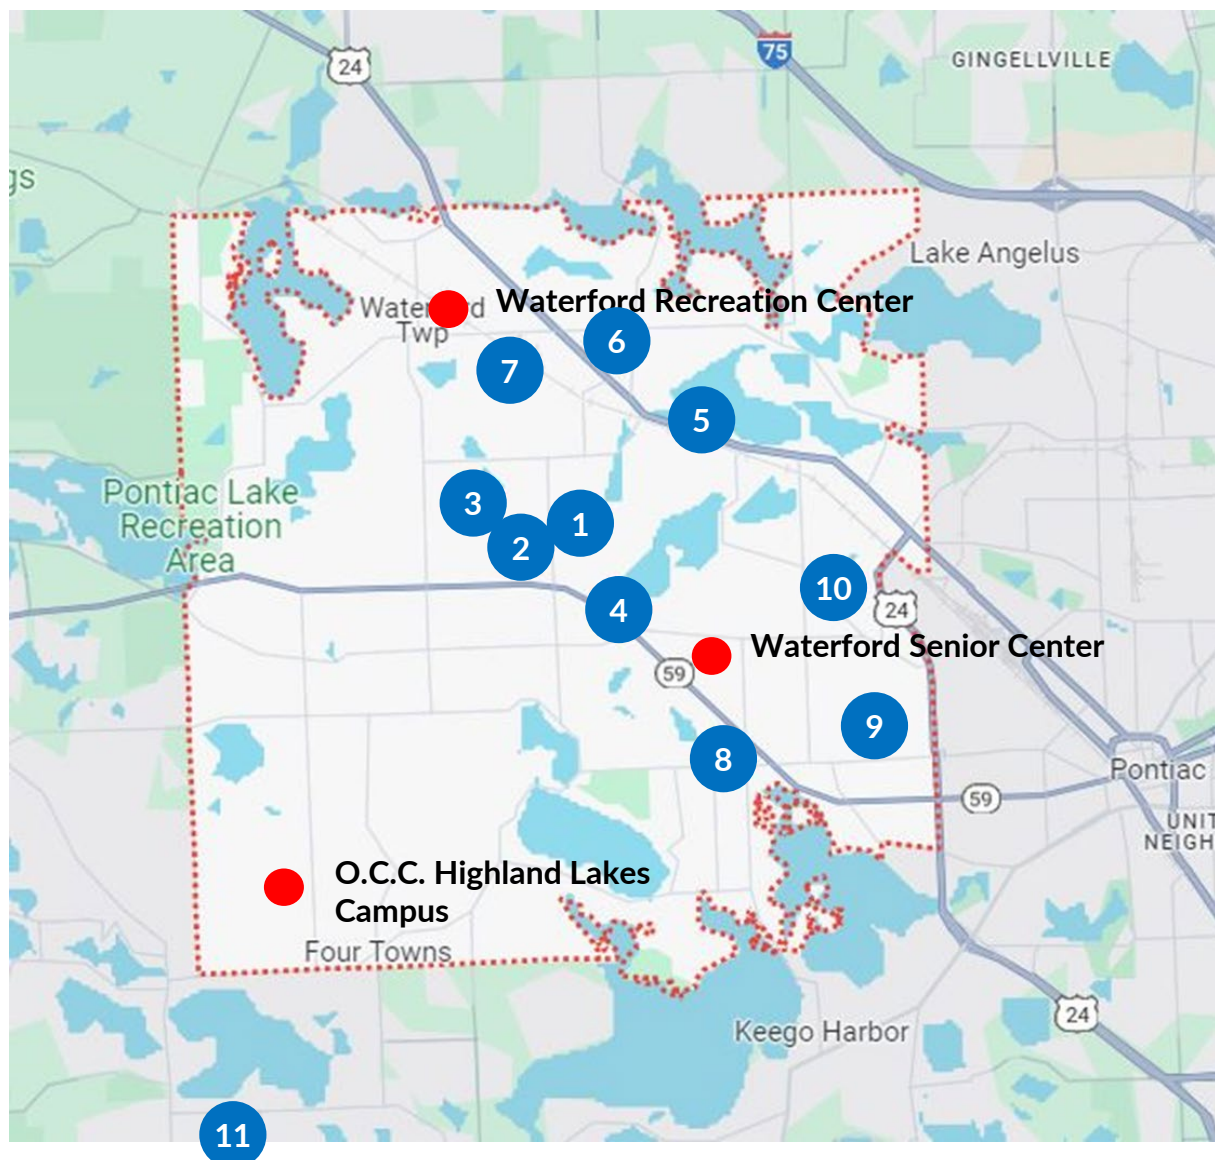 24
75
GINGELLVILLE
gs
Lake Angelus
Waterford Recreation Center
Waterford
Twp
6
7
5
Pontiac Lake
Recreation
Area
3
1
2
10
4
24
Waterford Senior Center
59
9
8
Pontiac
59
UNIT
NEIGH
O.C.C. Highland Lakes
Campus
Four Towns
24
Keego Harbor
11